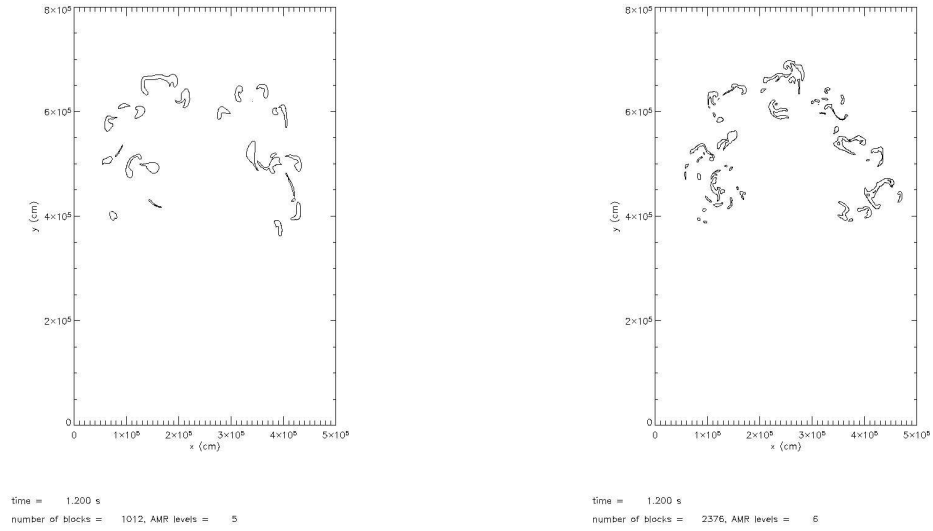 8×10⁵
6×10⁵
4×10⁵
2×10⁵
0
y (cm)
0 1×10⁵ 2×10⁵ 3×10⁵ 4×10⁵ 5×10⁵
x (cm)
time = 1.200 s
number of blocks = 1012, AMR levels = 5
8×10⁵
6×10⁵
4×10⁵
2×10⁵
0
y (cm)
0 1×10⁵ 2×10⁵ 3×10⁵ 4×10⁵ 5×10⁵
x (cm)
time = 1.200 s
number of blocks = 2376, AMR levels = 6